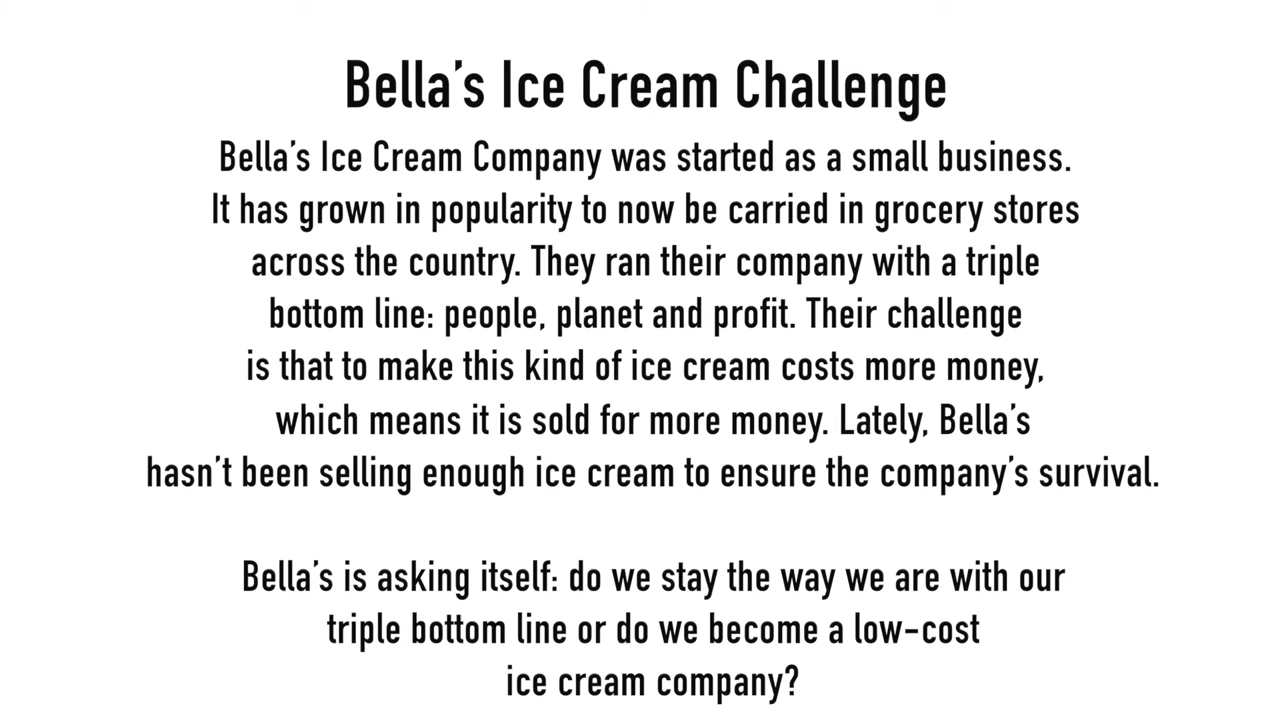 Bella’s Ice Cream Challenge
Bella’s Ice Cream Company was started as a small business.
It has grown in popularity to now be carried in grocery stores
across the country. They ran their company with a triple
bottom line: people, planet and profit. Their challenge
is that to make this kind of ice cream costs more money,
which means it is sold for more money. Lately, Bella’s
hasn’t been selling enough ice cream to ensure the company’s survival.
Bella’s is asking itself: do we stay the way we are with our
triple bottom line or do we become a low-cost
ice cream company?